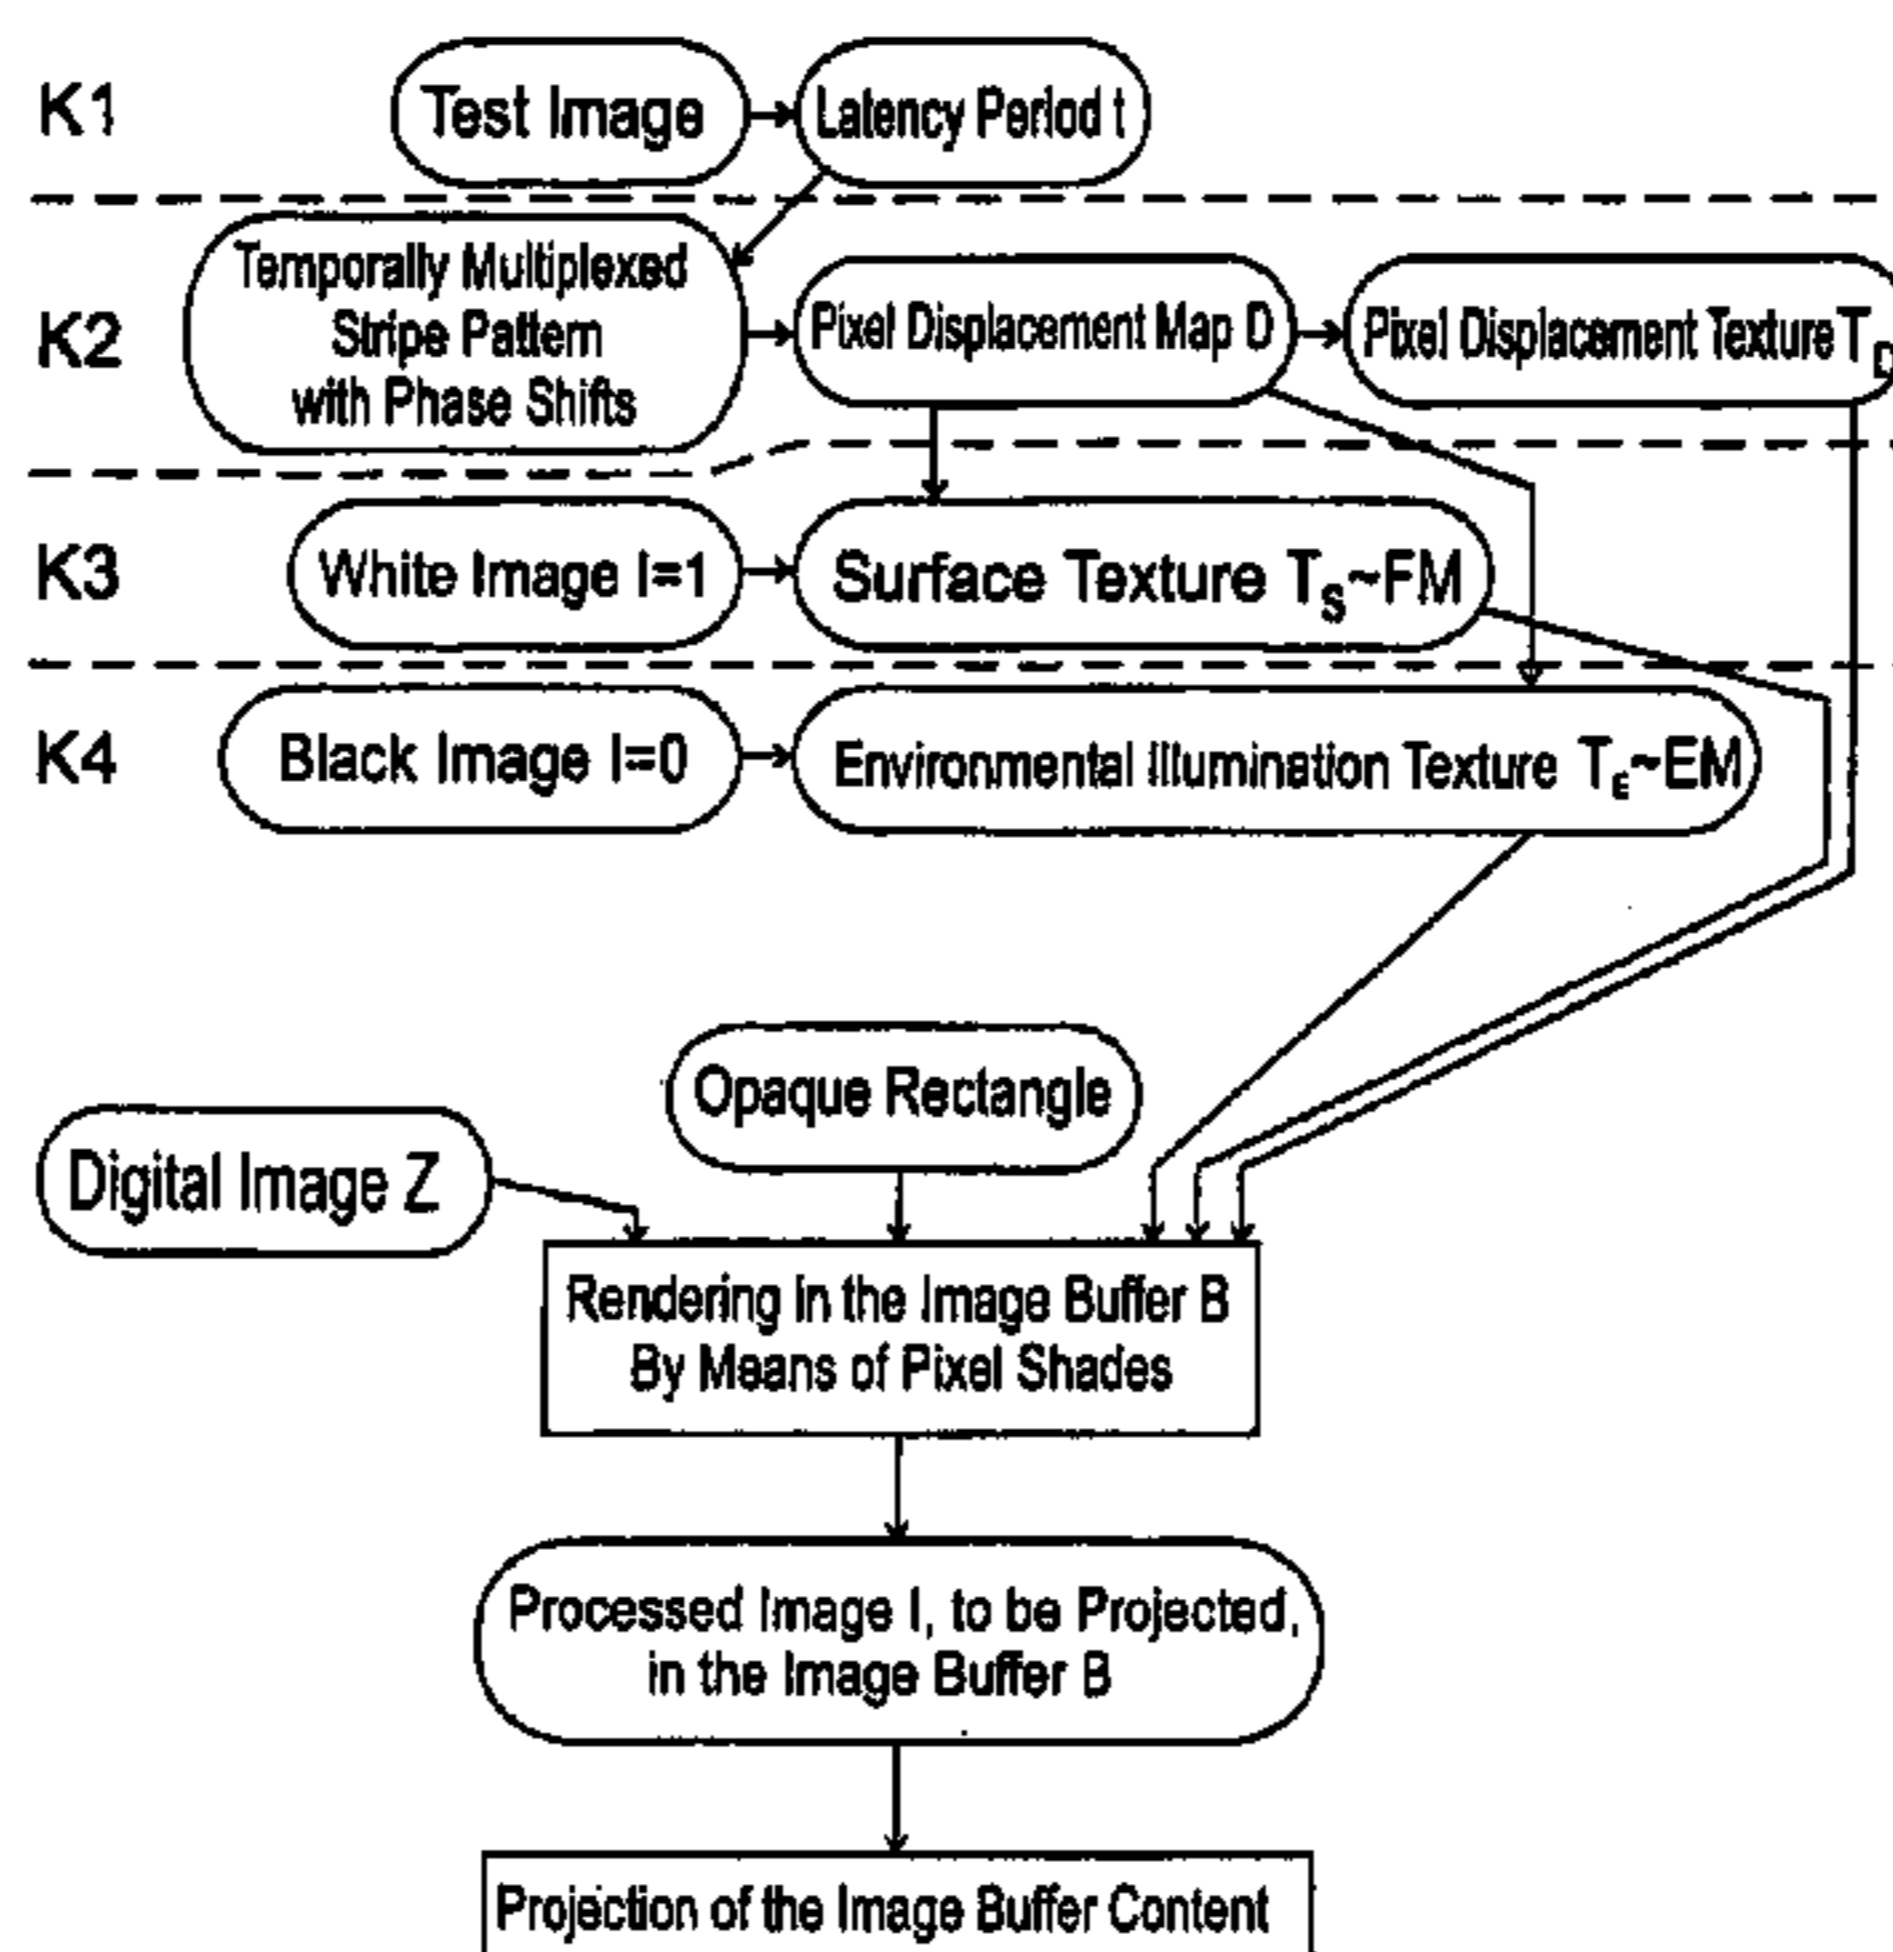 K1
Test Image
Latency Period t
K2
Temporally Multiplexed
Stripe Pattern
with Phase Shifts
Pixel Displacement Map D
Pixel Displacement Texture T_D
K3
White Image I=1
Surface Texture T_S~FM
K4
Black Image I=0
Environmental Illumination Texture T_E~EM
Opaque Rectangle
Digital Image Z
Rendering in the Image Buffer B
By Means of Pixel Shades
Processed Image I, to be Projected,
in the Image Buffer B
Projection of the Image Buffer Content